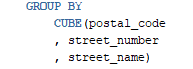 GROUP BY
CUBE(postal_code
, street_number
, street_name)